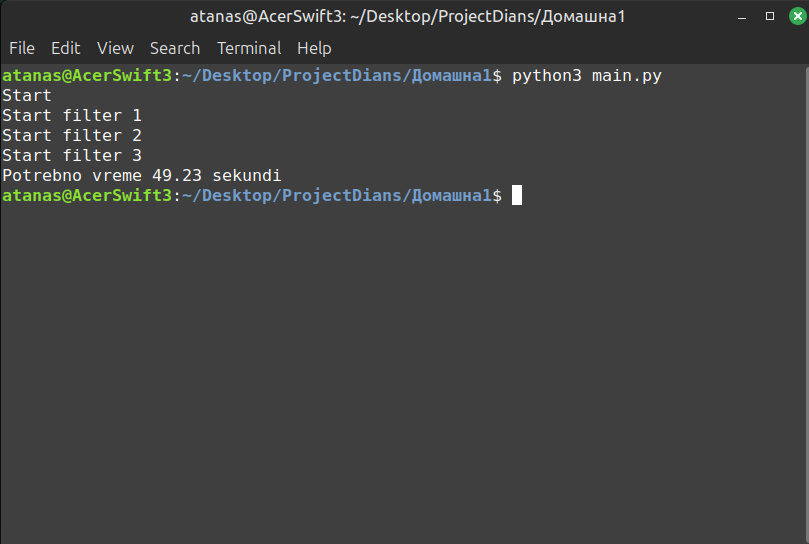 atanas@AcerSwift3: ~/Desktop/ProjectDians/Домашна1
File Edit View Search Terminal Help
atanas@AcerSwift3:~/Desktop/ProjectDians/Домашна1$ python3 main.py
Start
Start filter 1
Start filter 2
Start filter 3
Potrebno vreme 49.23 sekundi
atanas@AcerSwift3:~/Desktop/ProjectDians/Домашна1$